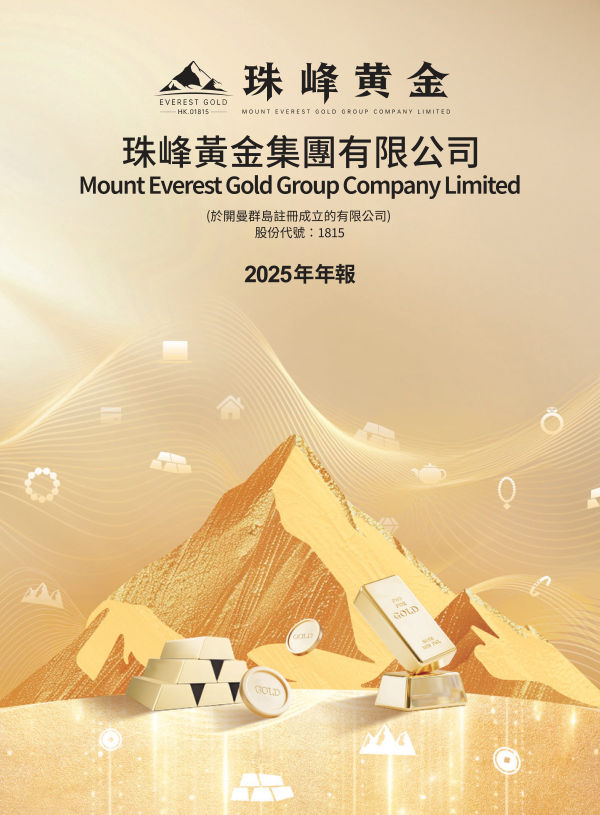 珠峰黄金
EVEREST GOLD
HK.01815
MOUNT EVEREST GOLD GROUP COMPANY LIMITED
珠峰黃金集團有限公司
Mount Everest Gold Group Company Limited
(於開曼群島註冊成立的有限公司)
股份代號：1815
2025年年報
GOLD
GOLD
GOLD